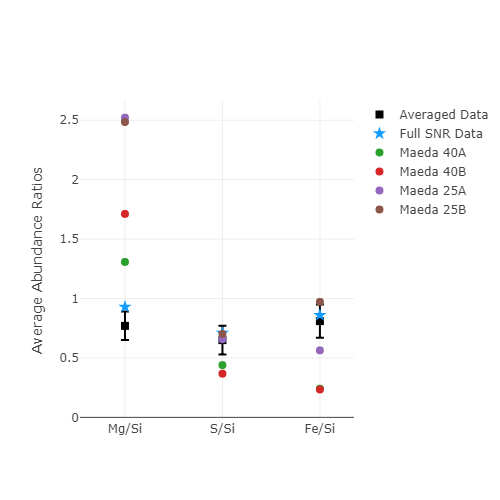 Average Abundance Ratios
2.5
2
1.5
1
0.5
0
Mg/Si
S/Si
Fe/Si
Averaged Data
Full SNR Data
Maeda 40A
Maeda 40B
Maeda 25A
Maeda 25B